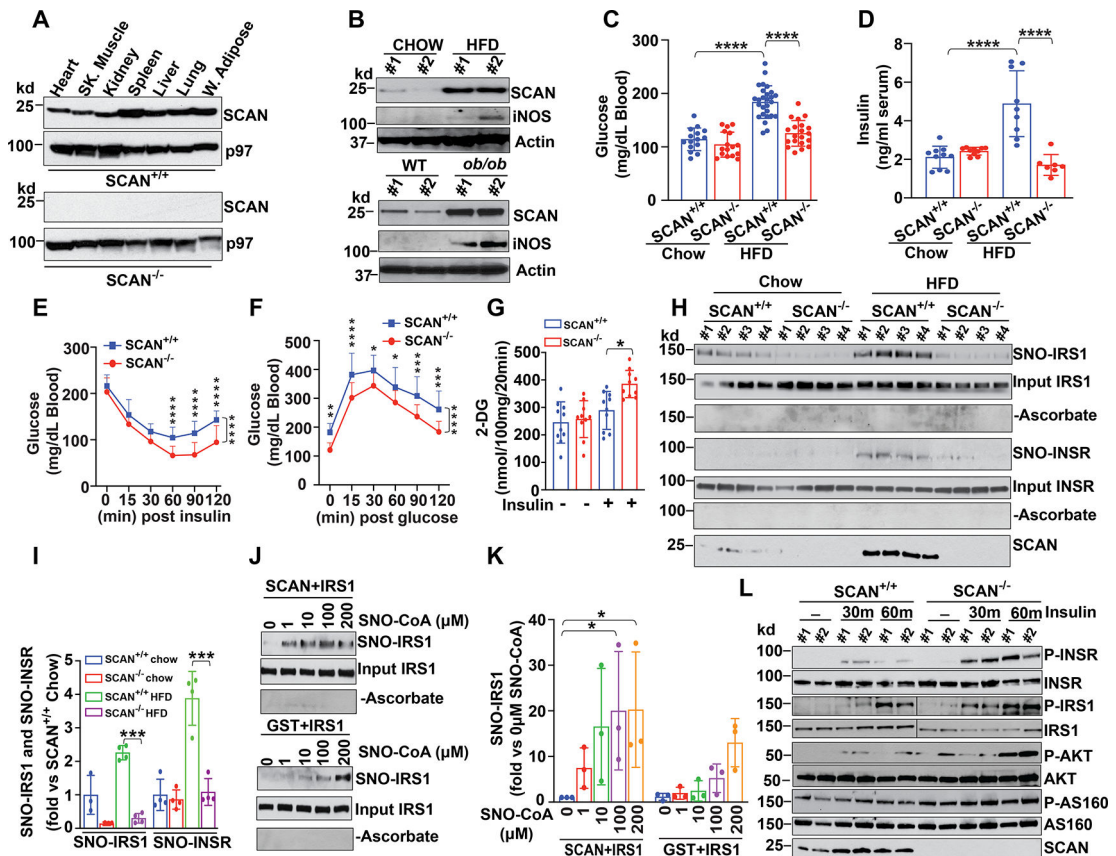 A
Heart
SK. Muscle
Kidney
Spleen
Liver
Lung
W. Adipose
kd
25
SCAN
100
p97
SCAN+/+
kd
25
SCAN
100
p97
SCAN-/-
B
CHOW HFD
#1 #2 #1 #2
kd
25
SCAN
100
iNOS
37
Actin
WT ob/ob
#1 #2 #1 #2
25
SCAN
100
iNOS
37
Actin
C
Glucose
(mg/dL Blood)
300
200
100
0
****
****
SCAN+/+
SCAN-/-
SCAN+/+
SCAN-/-
Chow HFD
D
Insulin
(ng/ml serum)
8
6
4
2
0
****
****
SCAN+/+
SCAN-/-
SCAN+/+
SCAN-/-
Chow HFD
E
SCAN+/+
SCAN-/-
Glucose
(mg/dL Blood)
300
200
100
0
****
**
****
****
0 15 30 60 90 120
(min) post insulin
F
SCAN+/+
SCAN-/-
Glucose
(mg/dL Blood)
600
400
200
0
**
****
*
*
***
****
****
0 15 30 60 90 120
(min) post glucose
G
SCAN+/+
SCAN-/-
2-DG
(nmol/100mg/20min)
500
400
300
200
100
0
*
Insulin - - + +
H
Chow HFD
SCAN+/+ SCAN-/- SCAN+/+ SCAN-/-
#1 #2 #3 #4 #1 #2 #3 #4 #1 #2 #3 #4 #1 #2 #3 #4
kd
150 SNO-IRS1
150 Input IRS1
150 -Ascorbate
100 SNO-INSR
100 Input INSR
100 -Ascorbate
25 SCAN
I
SNO-IRS1 and SNO-INSR
(fold vs SCAN+/+ Chow)
6
5
4
3
2
1
0
SCAN+/+ chow
SCAN-/- chow
SCAN+/+ HFD
SCAN-/- HFD
***
***
SNO-IRS1 SNO-INSR
J
SCAN+IRS1
0 1 10 100 200
SNO-CoA (µM)
SNO-IRS1
Input IRS1
-Ascorbate
GST+IRS1
0 1 10 100 200
SNO-CoA (µM)
SNO-IRS1
Input IRS1
-Ascorbate
K
SNO-IRS1
(fold vs 0µM SNO-CoA)
40
30
20
10
0
*
*
SNO-CoA
(µM)
0 1 10 100 200 0 1 10 100 200
SCAN+IRS1 GST+IRS1
L
SCAN+/+ SCAN-/-
– 30m 60m – 30m 60m Insulin
#1 #2 #1 #2 #1 #2 #1 #2 #1 #2 #1 #2
kd
100 P-INSR
100 INSR
150 P-IRS1
150 IRS1
50 P-AKT
50 AKT
150 P-AS160
150 AS160
25 SCAN